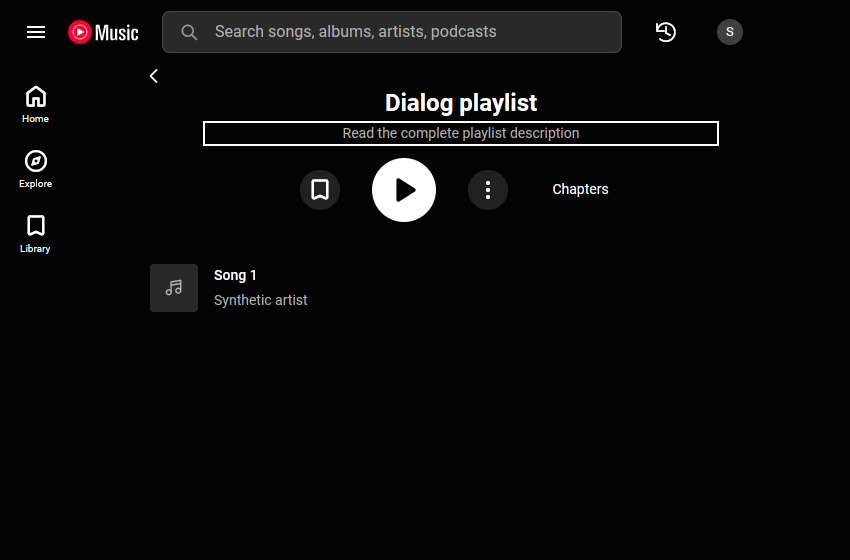 Music
Search songs, albums, artists, podcasts
S
Home
Explore
Library
Dialog playlist
Read the complete playlist description
Chapters
Song 1
Synthetic artist